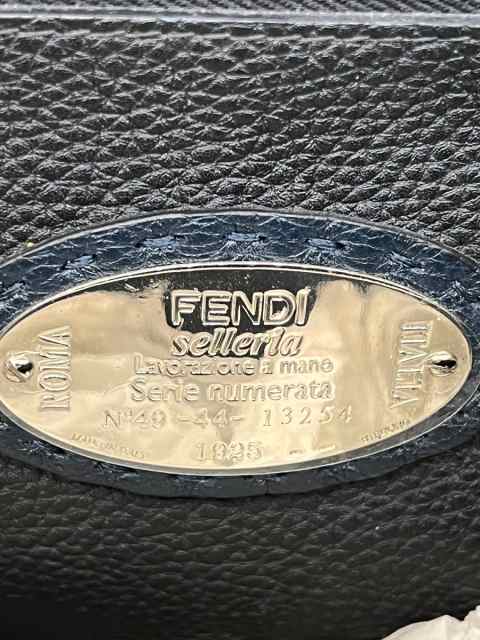 FENDI
selleria
Lavorazione a mano
Serie numerata
N°49-44-13254
1925
ROMA
ITALIA